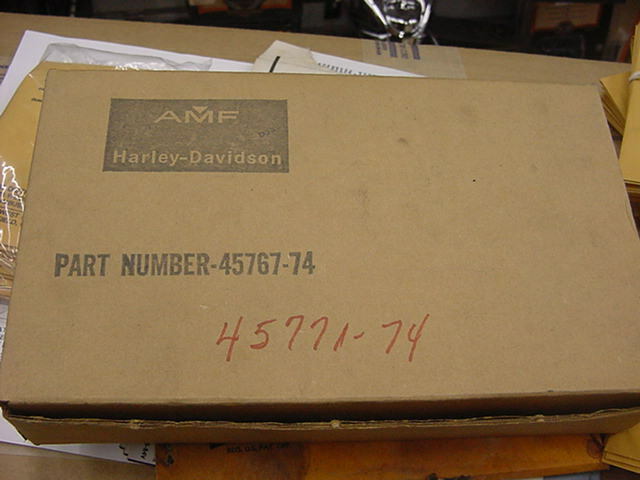 AMF
Harley-Davidson
PART NUMBER-45767-74
45771-74